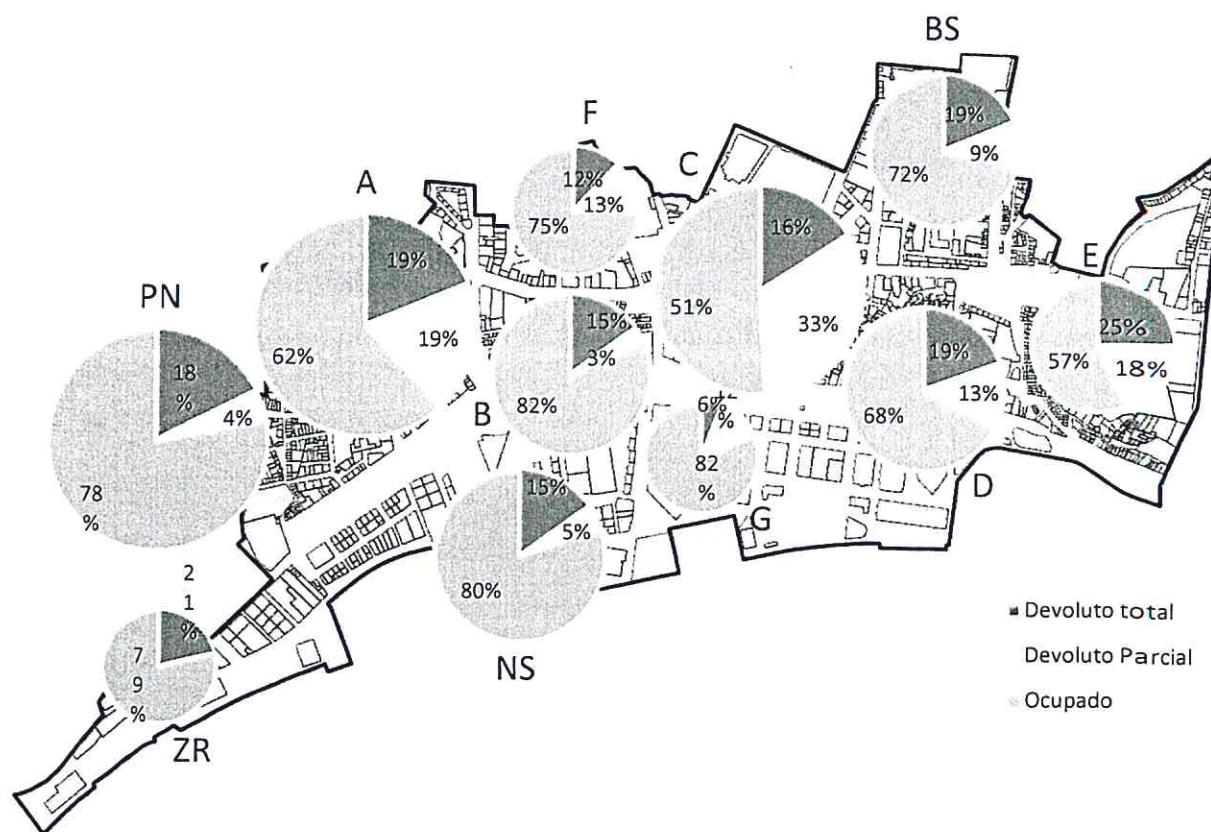 BS
19%
9%
72%
F
12%
13%
75%
C
16%
51%
33%
A
19%
19%
62%
E
25%
57%
18%
PN
18
%
4%
78
%
15%
3%
82%
B
19%
13%
68%
D
6%
%
82
%
G
15%
5%
80%
NS
2
1
%
7
9
%
ZR
Devoluto total
Devoluto Parcial
Ocupado